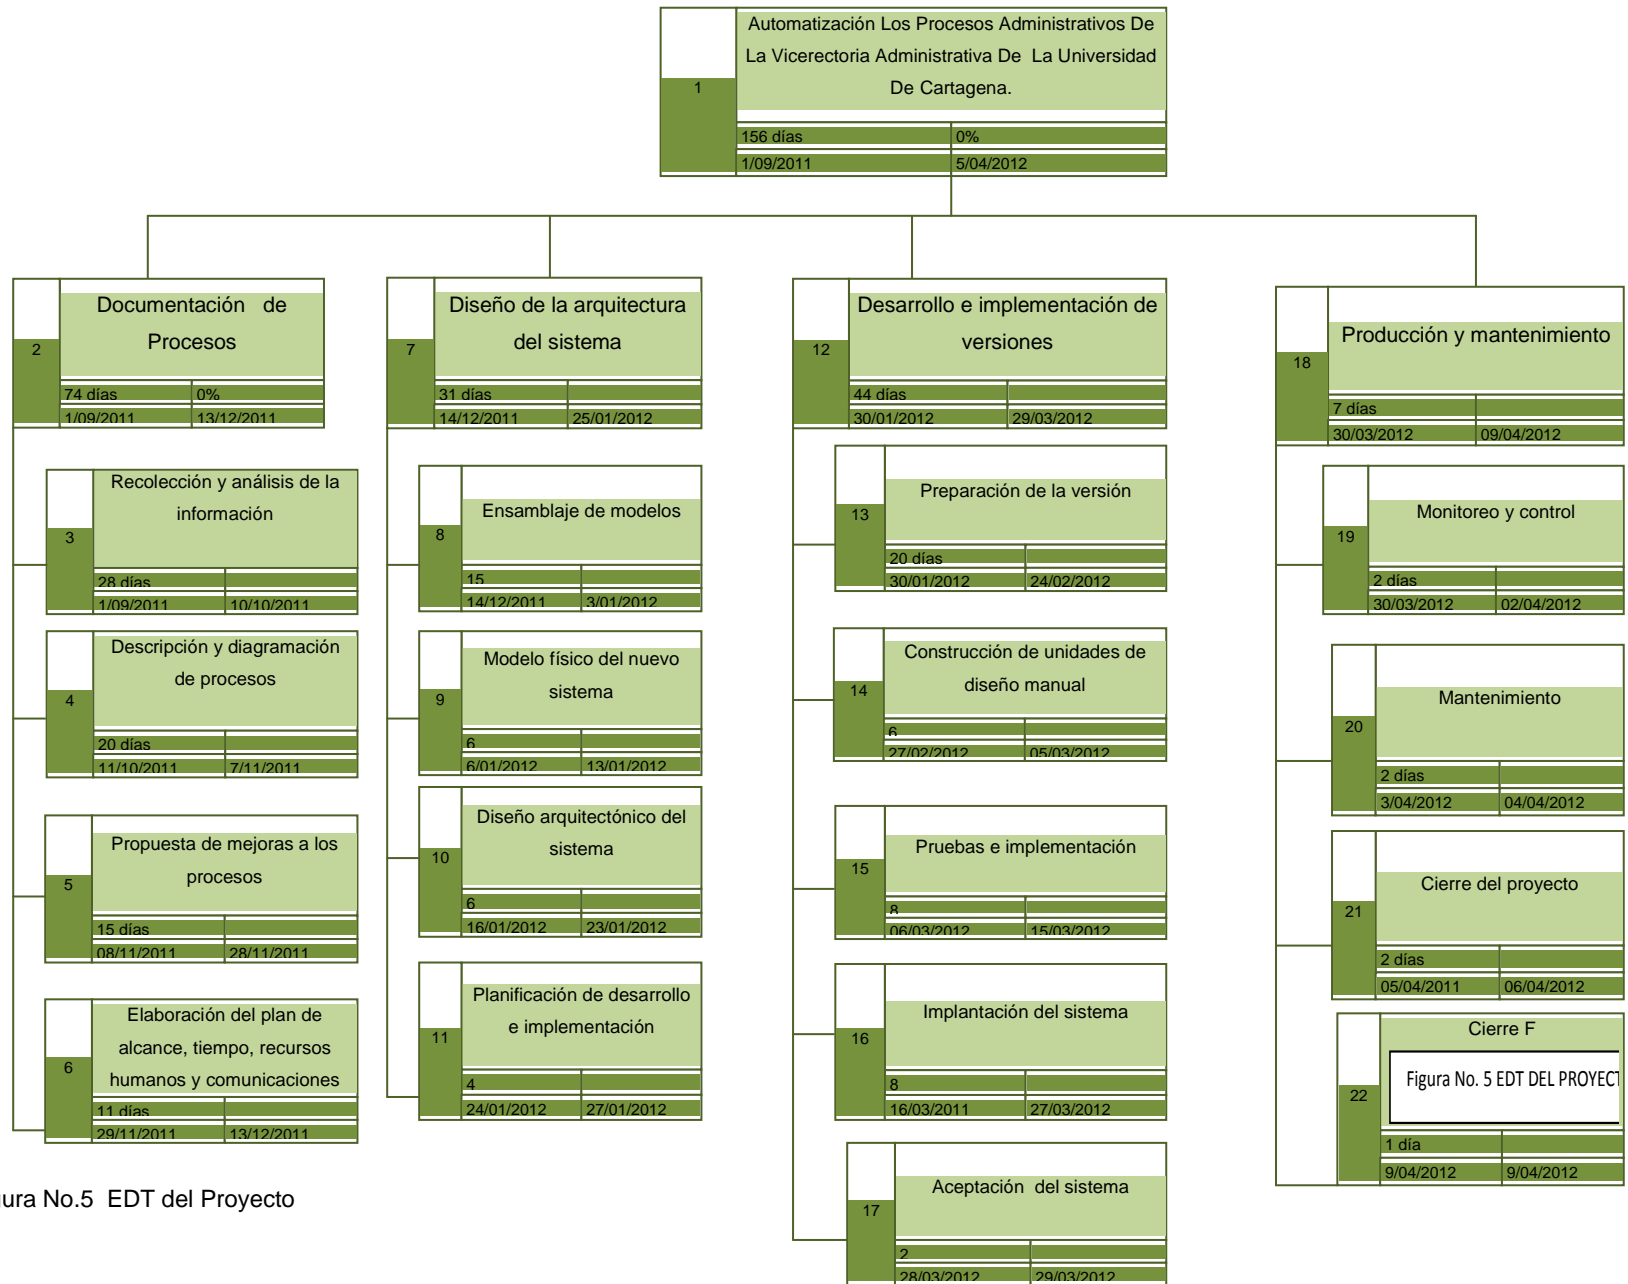 Automatización Los Procesos Administrativos De
La Vicerectoria Administrativa De La Universidad
De Cartagena.
1
156 días 0%
1/09/2011 5/04/2012
Documentación de
Procesos
2
74 días 0%
1/09/2011 13/12/2011
Recolección y análisis de la
información
3
28 días
1/09/2011 10/10/2011
Descripción y diagramación
de procesos
4
20 días
11/10/2011 7/11/2011
Propuesta de mejoras a los
procesos
5
15 días
08/11/2011 28/11/2011
Elaboración del plan de
alcance, tiempo, recursos
humanos y comunicaciones
6
11 días
29/11/2011 13/12/2011
Diseño de la arquitectura
del sistema
7
31 días
14/12/2011 25/01/2012
Ensamblaje de modelos
8
15
14/12/2011 3/01/2012
Modelo físico del nuevo
sistema
9
6
6/01/2012 13/01/2012
Diseño arquitectónico del
sistema
10
6
16/01/2012 23/01/2012
Planificación de desarrollo
e implementación
11
4
24/01/2012 27/01/2012
Desarrollo e implementación de
versiones
12
44 días
30/01/2012 29/03/2012
Preparación de la versión
13
20 días
30/01/2012 24/02/2012
Construcción de unidades de
diseño manual
14
6
27/02/2012 05/03/2012
Pruebas e implementación
15
8
06/03/2012 15/03/2012
Implantación del sistema
16
8
16/03/2011 27/03/2012
Aceptación del sistema
17
2
28/03/2012 29/03/2012
Producción y mantenimiento
18
7 días
30/03/2012 09/04/2012
Monitoreo y control
19
2 días
30/03/2012 02/04/2012
Mantenimiento
20
2 días
3/04/2012 04/04/2012
Cierre del proyecto
21
2 días
05/04/2011 06/04/2012
Cierre F
Figura No. 5 EDT DEL PROYECT
22
1 día
9/04/2012 9/04/2012
ura No.5 EDT del Proyecto